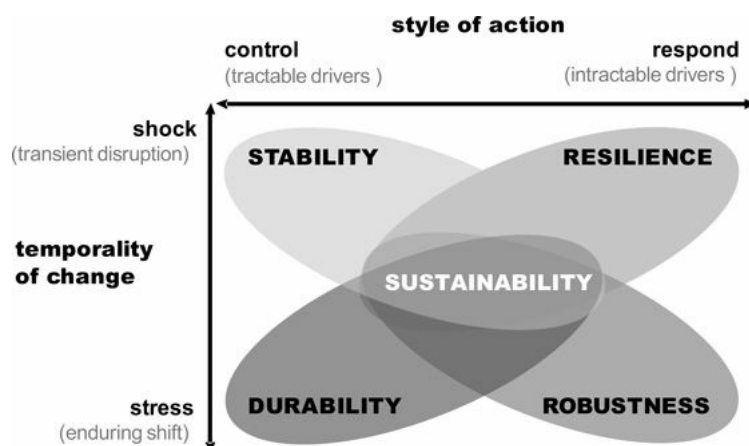 style of action
control
respond
(tractable drivers )
(intractable drivers )
shock
(transient disruption)
STABILITY
RESILIENCE
temporality
of change
SUSTAINABILITY
stress
(enduring shift)
DURABILITY
ROBUSTNESS